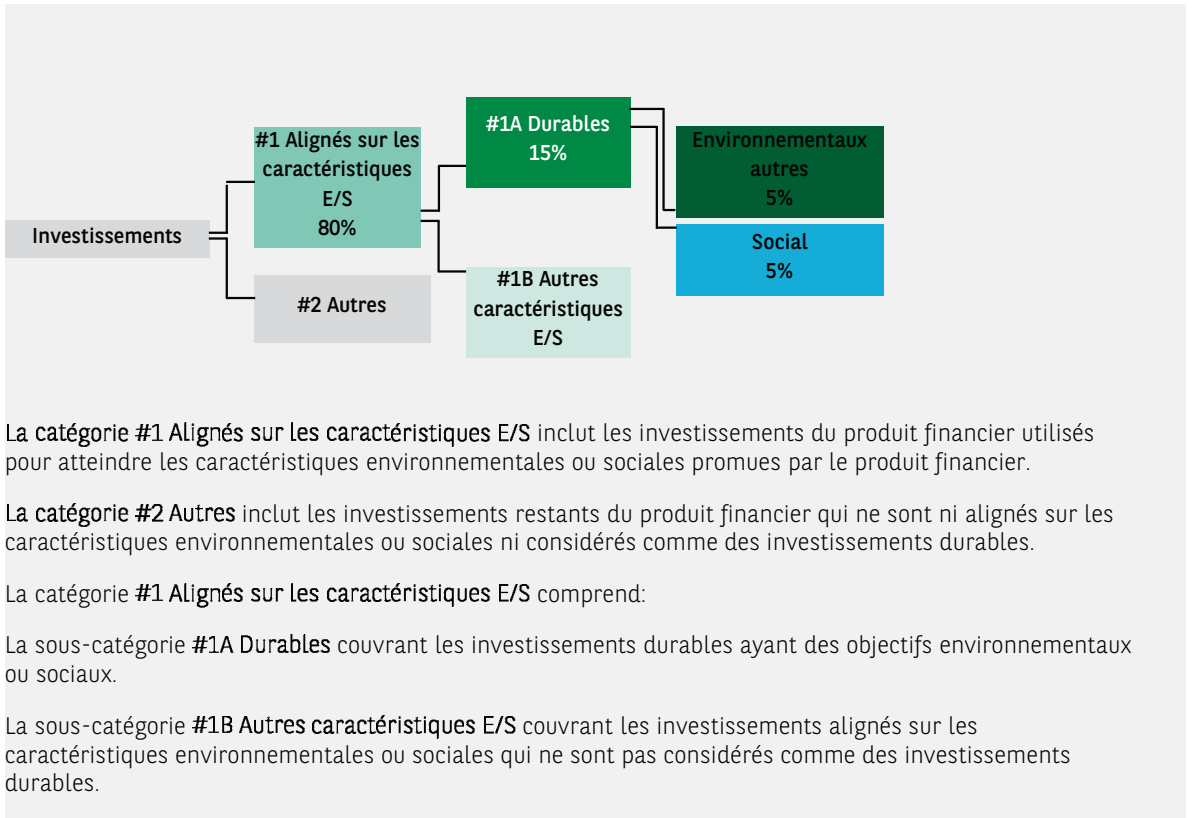 #1 Alignés sur les
caractéristiques
E/S
80%
#1A Durables
15%
Environnementaux
autres
5%
Investissements
Social
5%
#2 Autres
#1B Autres
caractéristiques
E/S
La catégorie #1 Alignés sur les caractéristiques E/S inclut les investissements du produit financier utilisés
pour atteindre les caractéristiques environnementales ou sociales promues par le produit financier.
La catégorie #2 Autres inclut les investissements restants du produit financier qui ne sont ni alignés sur les
caractéristiques environnementales ou sociales ni considérés comme des investissements durables.
La catégorie #1 Alignés sur les caractéristiques E/S comprend:
La sous-catégorie #1A Durables couvrant les investissements durables ayant des objectifs environnementaux
ou sociaux.
La sous-catégorie #1B Autres caractéristiques E/S couvrant les investissements alignés sur les
caractéristiques environnementales ou sociales qui ne sont pas considérés comme des investissements
durables.